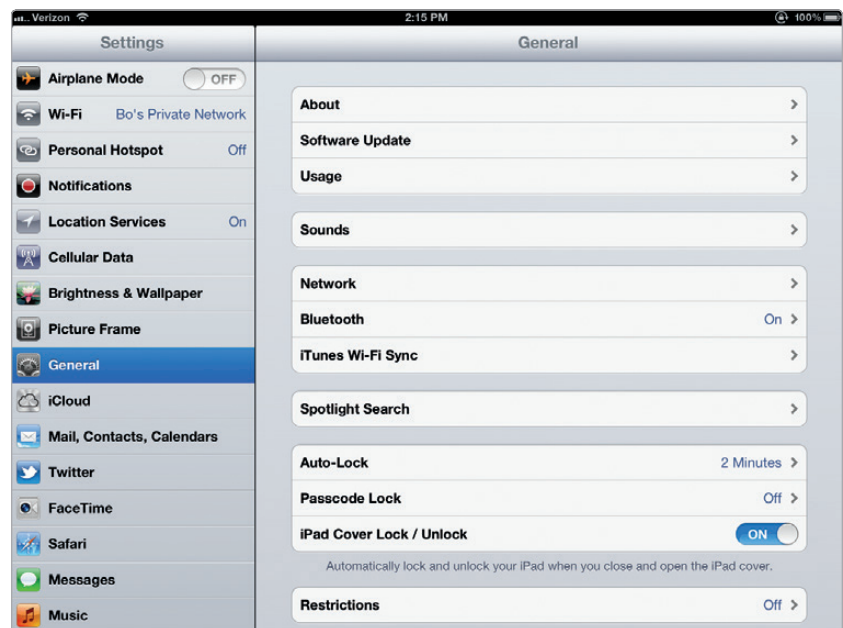 Verizon
2:15 PM
100%
Settings
Airplane Mode OFF
Wi-Fi Bo's Private Network
Personal Hotspot Off
Notifications
Location Services On
Cellular Data
Brightness & Wallpaper
Picture Frame
General
iCloud
Mail, Contacts, Calendars
Twitter
FaceTime
Safari
Messages
Music
General
About
Software Update
Usage
Sounds
Network
Bluetooth On
iTunes Wi-Fi Sync
Spotlight Search
Auto-Lock 2 Minutes
Passcode Lock Off
iPad Cover Lock / Unlock ON
Automatically lock and unlock your iPad when you close and open the iPad cover.
Restrictions Off